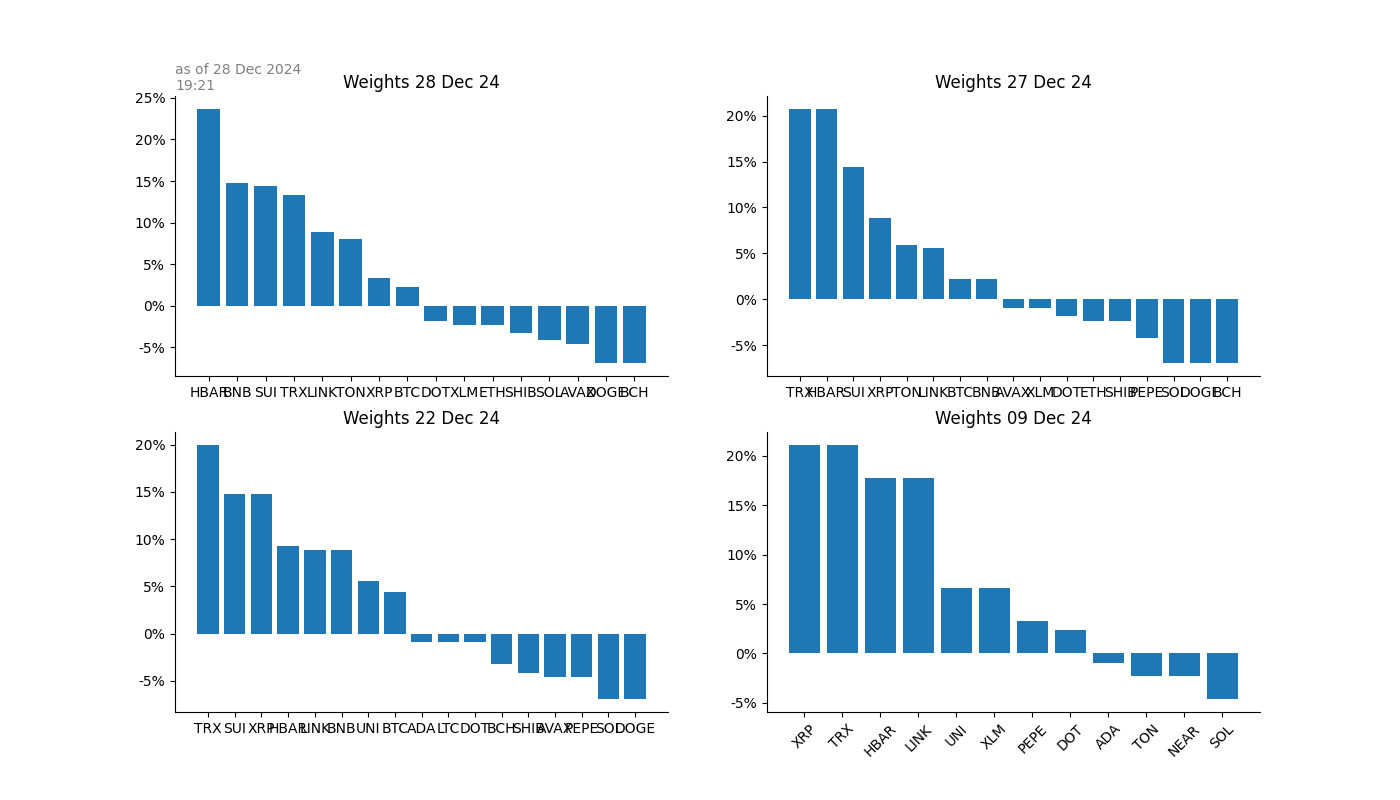 as of 28 Dec 2024
19:21
Weights 28 Dec 24
25%
20%
15%
10%
5%
0%
-5%
HBAR BNB SUI TRX LINK TON XRP BTC DOT XLM ETH SHIB SOL AVAX DOGE BCH
Weights 27 Dec 24
20%
15%
10%
5%
0%
-5%
TRX HBAR SUI XRP TON LINK BTC BNB AVAX XLM DOT ETH SHIB PEPE SOL DOGE BCH
Weights 22 Dec 24
20%
15%
10%
5%
0%
-5%
TRX SUI XRP HBAR LINK BNB UNI BTC ADA LTC DOT BCH SHIB AVAX PEPE SOL DOGE
Weights 09 Dec 24
20%
15%
10%
5%
0%
-5%
XRP TRX HBAR LINK UNI XLM PEPE DOT ADA TON NEAR SOL